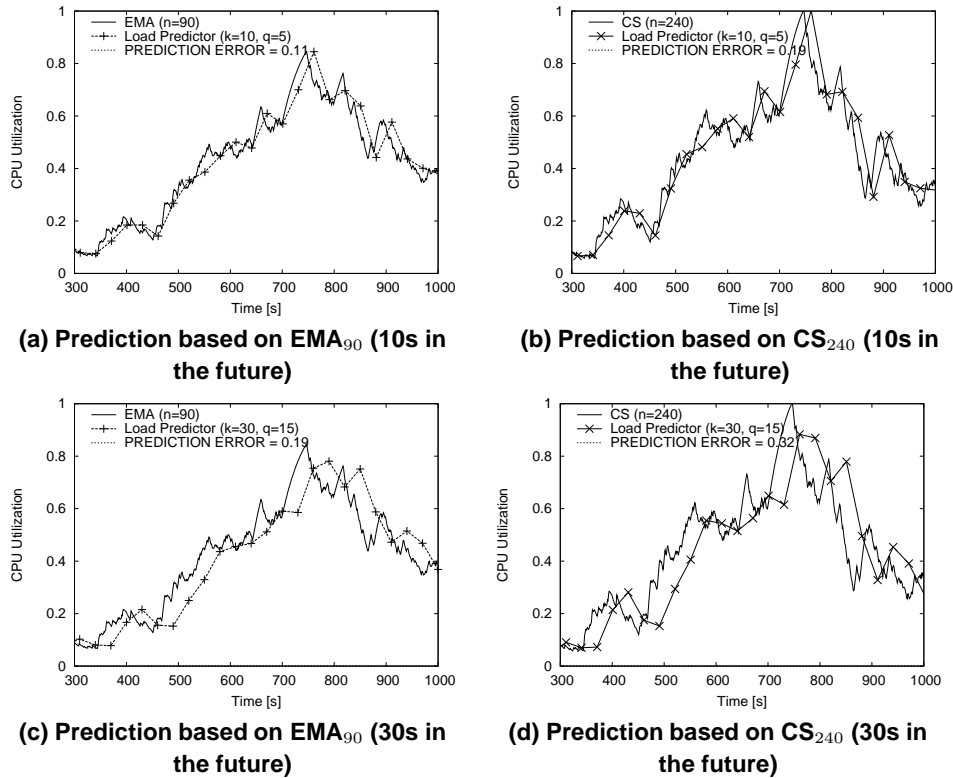 EMA (n=90)
Load Predictor (k=10, q=5)
PREDICTION ERROR = 0.11
CPU Utilization
1
0.8
0.6
0.4
0.2
0
300 400 500 600 700 800 900 1000
Time [s]
(a) Prediction based on EMA90 (10s in
the future)
CS (n=240)
Load Predictor (k=10, q=5)
PREDICTION ERROR = 0.19
CPU Utilization
1
0.8
0.6
0.4
0.2
0
300 400 500 600 700 800 900 1000
Time [s]
(b) Prediction based on CS240 (10s in
the future)
EMA (n=90)
Load Predictor (k=30, q=15)
PREDICTION ERROR = 0.19
CPU Utilization
1
0.8
0.6
0.4
0.2
0
300 400 500 600 700 800 900 1000
Time [s]
(c) Prediction based on EMA90 (30s in
the future)
CS (n=240)
Load Predictor (k=30, q=15)
PREDICTION ERROR = 0.32
CPU Utilization
1
0.8
0.6
0.4
0.2
0
300 400 500 600 700 800 900 1000
Time [s]
(d) Prediction based on CS240 (30s in
the future)